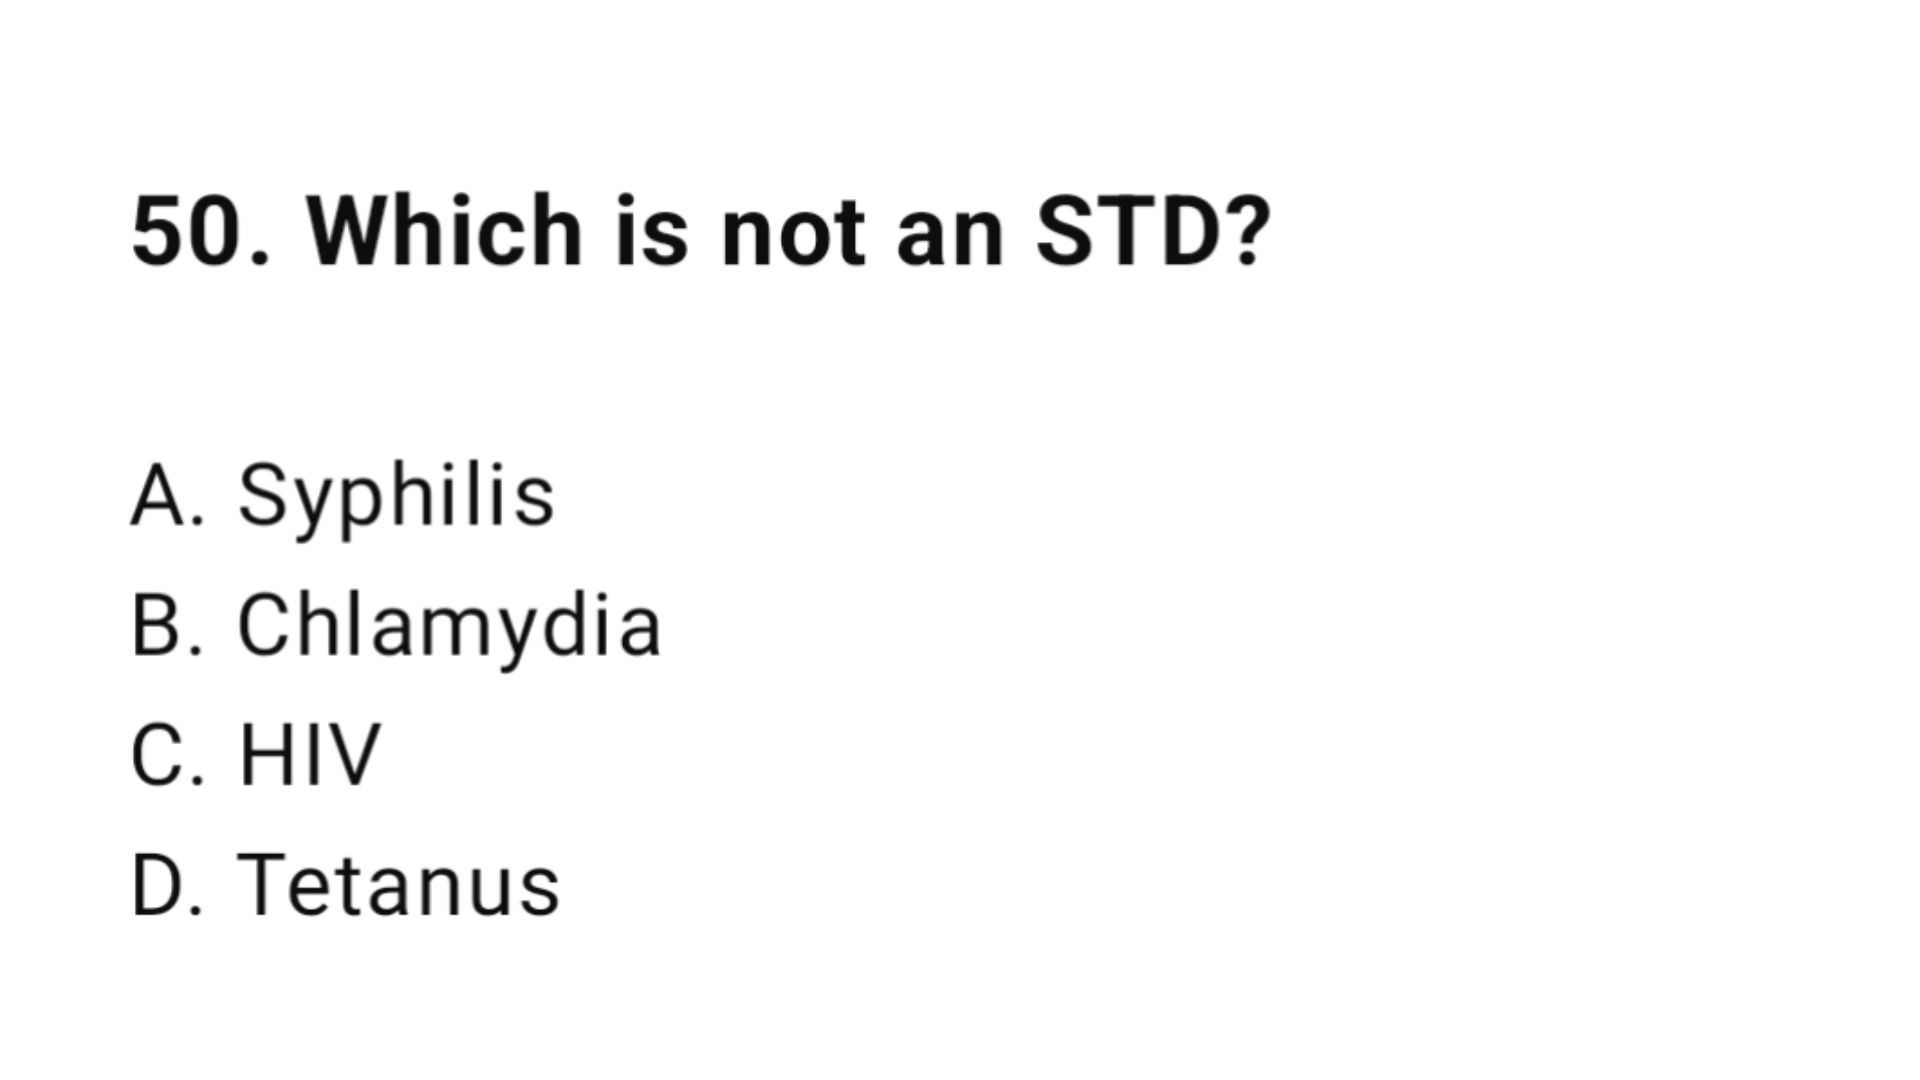 50. Which is not an STD?
A. Syphilis
B. Chlamydia
C. HIV
D. Tetanus